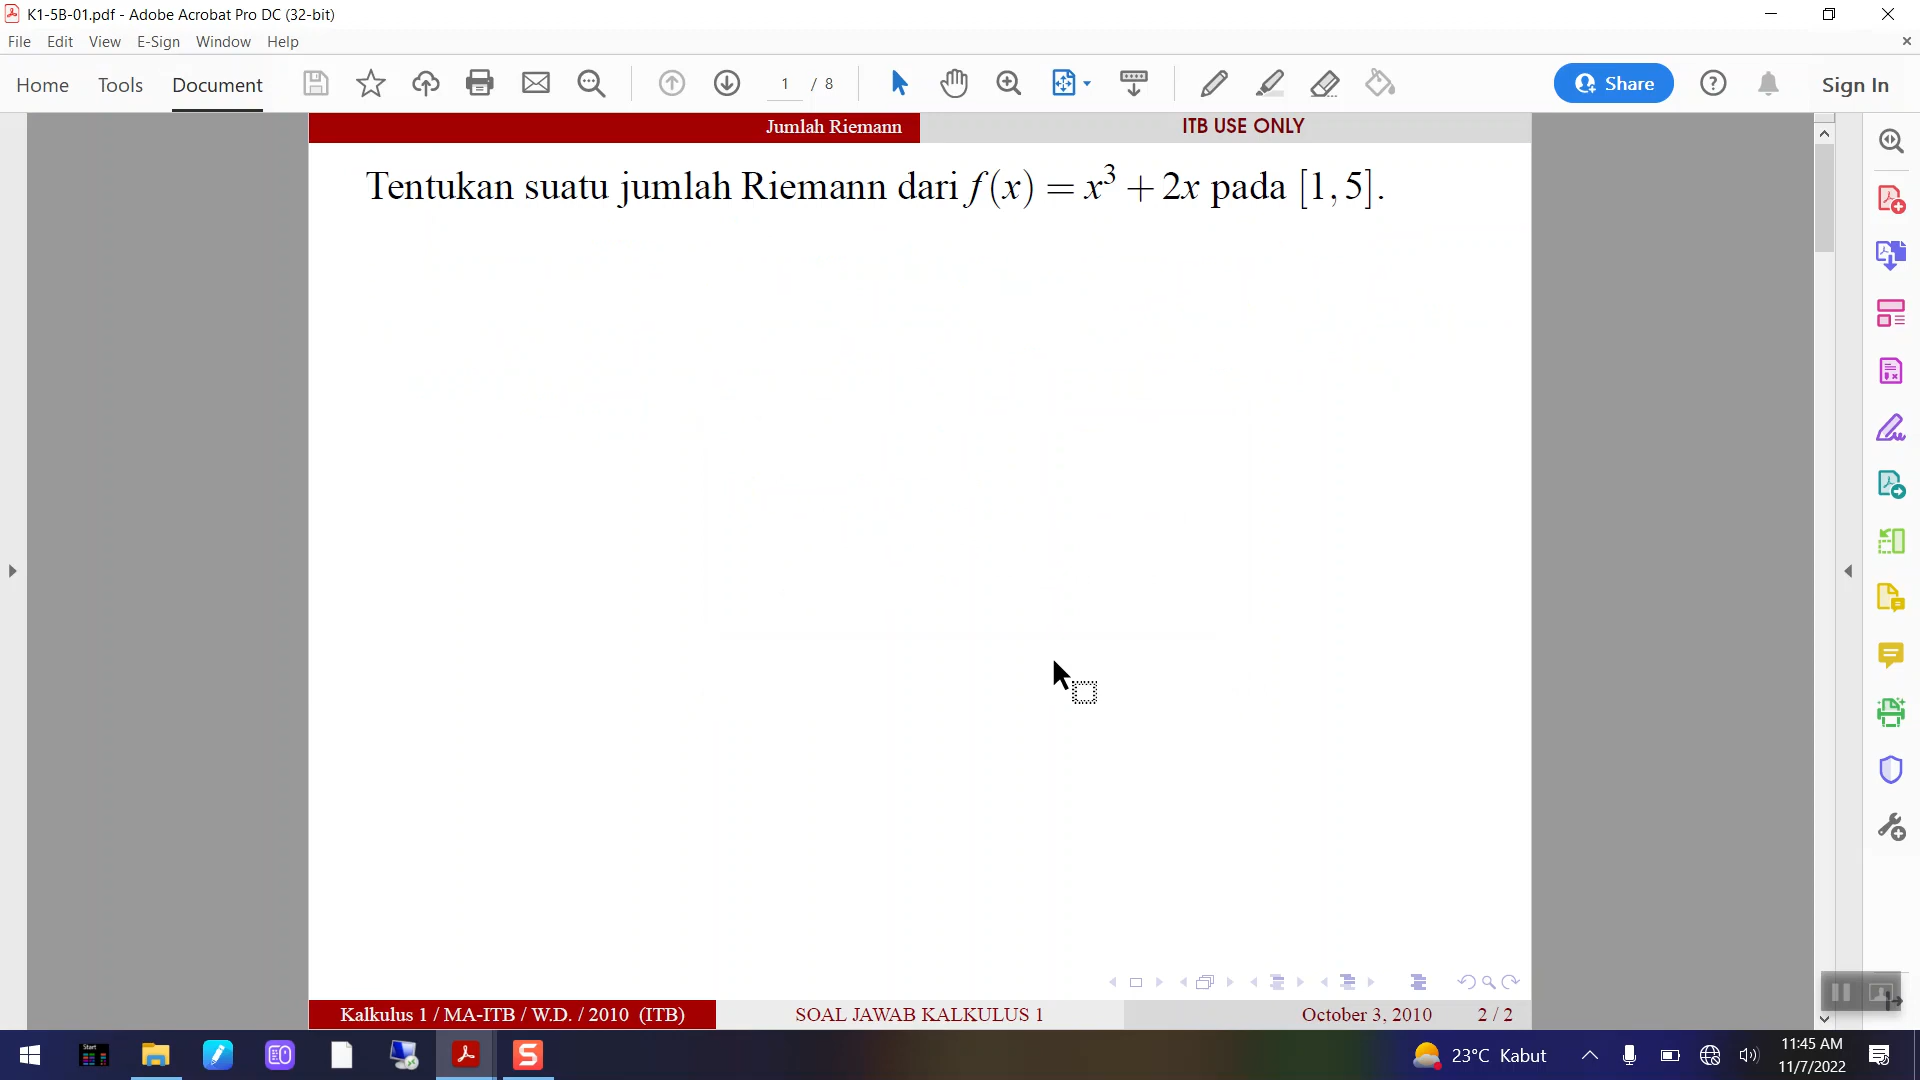 K1-5B-01.pdf - Adobe Acrobat Pro DC (32-bit)
File Edit View E-Sign Window Help
Home Tools Document 1 / 8 Share Sign In
Jumlah Riemann ITB USE ONLY
Tentukan suatu jumlah Riemann dari f(x) = x³ + 2x pada [1, 5].
Kalkulus 1 / MA-ITB / W.D. / 2010 (ITB) SOAL JAWAB KALKULUS 1 October 3, 2010 2 / 2
Start
23°C Kabut
11:45 AM
11/7/2022